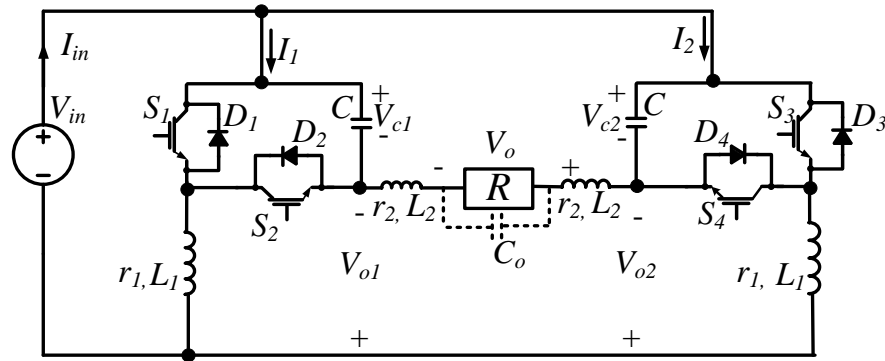 I_in
I_1
I_2
V_in
+
-
S_1
D_1
C
+
V_c1
-
D_2
S_2
V_o
-
R
+
r_2, L_2
r_2, L_2
C_o
+
V_c2
-
C
D_4
S_4
S_3
D_3
r_1, L_1
-
V_o1
+
-
V_o2
+
r_1, L_1